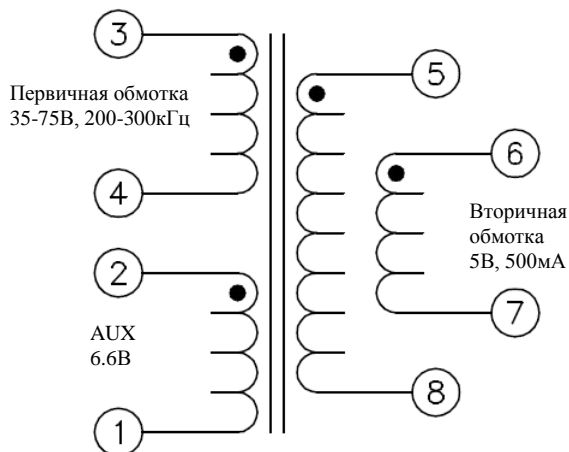 3
5
Первичная обмотка
35-75В, 200-300кГц
6
4
Вторичная
обмотка
5В, 500мА
2
7
AUX
6.6В
8
1